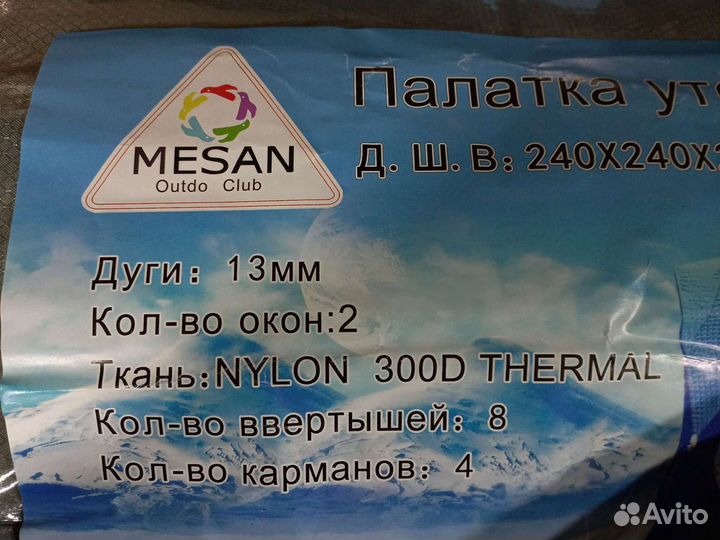 MESAN
Outdo Club
Палатка
Д. Ш. В: 240X240X
Дуги: 13мм
Кол-во окон:2
Ткань:NYLON 300D THERMAL
Кол-во ввертышей: 8
Кол-во карманов: 4
Avito